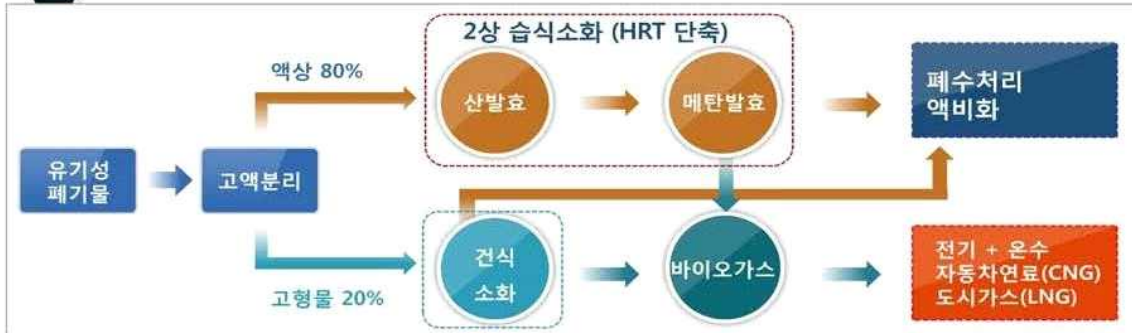 2상 습식소화 (HRT 단축)
액상 80%
산발효
메탄발효
폐수처리
액비화
유기성
폐기물
고액분리
건식
소화
바이오가스
전기 + 온수
자동차연료(CNG)
도시가스(LNG)
고형물 20%